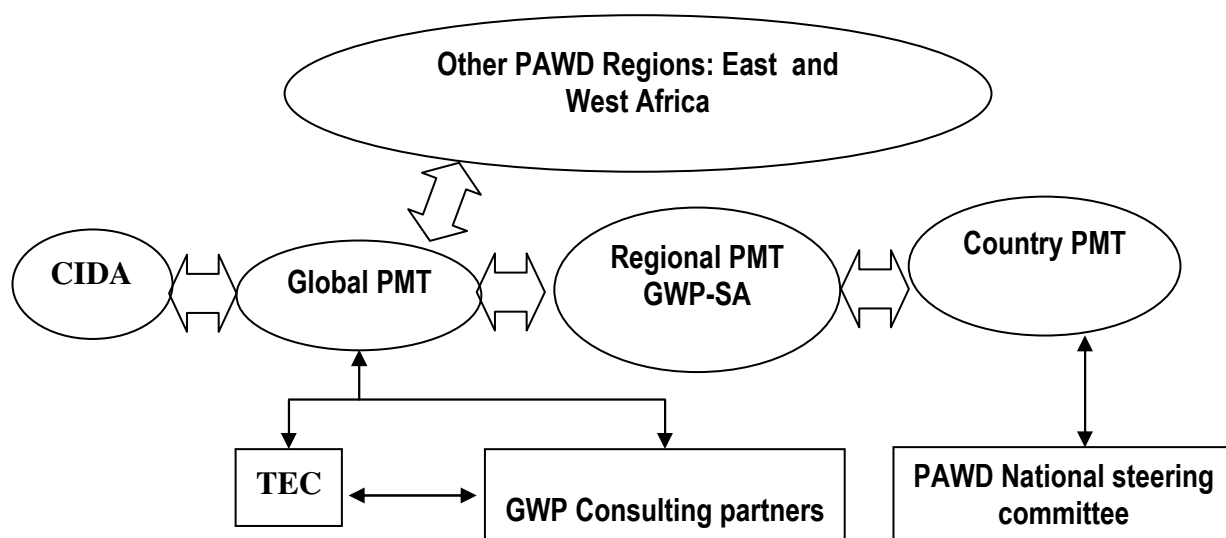 Other PAWD Regions: East and
West Africa
CIDA
Global PMT
Regional PMT
GWP-SA
Country PMT
TEC
GWP Consulting partners
PAWD National steering
committee